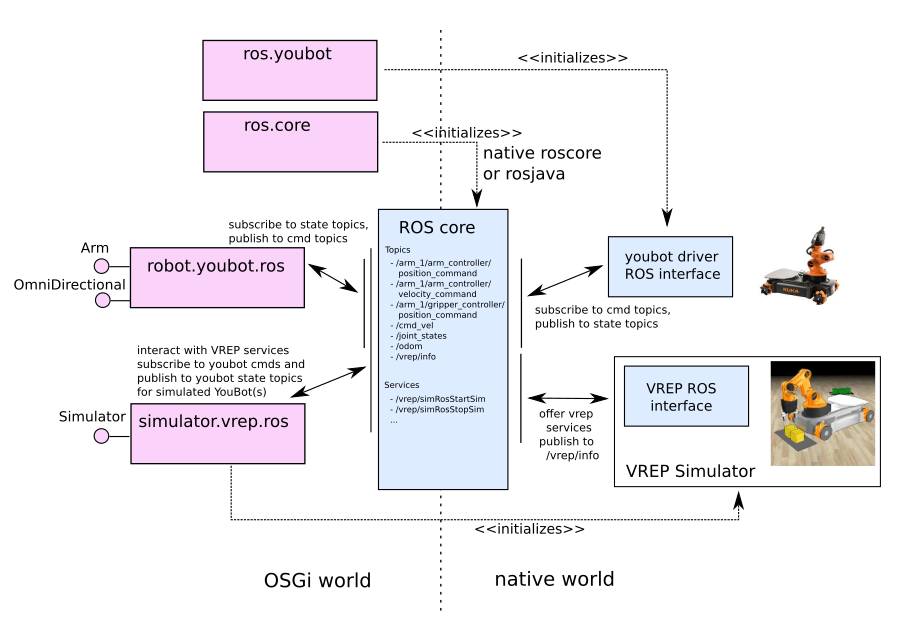 ros.youbot
<<initializes>>
ros.core
<<initializes>>
native roscore
or rosjava
subscribe to state topics,
publish to cmd topics
Arm
robot.youbot.ros
OmniDirectional
ROS core
Topics
- /arm_1/arm_controller/
position_command
- /arm_1/arm_controller/
velocity_command
- /arm_1/gripper_controller/
position_command
- /cmd_vel
- /joint_states
- /odom
- /vrep/info
Services
- /vrep/simRosStartSim
- /vrep/simRosStopSim
...
youbot driver
ROS interface
KUKA
subscribe to cmd topics,
publish to state topics
interact with VREP services
subscribe to youbot cmds and
publish to youbot state topics
for simulated YouBot(s)
Simulator
simulator.vrep.ros
offer vrep
services
publish to
/vrep/info
VREP ROS
interface
VREP Simulator
<<initializes>>
OSGi world
native world